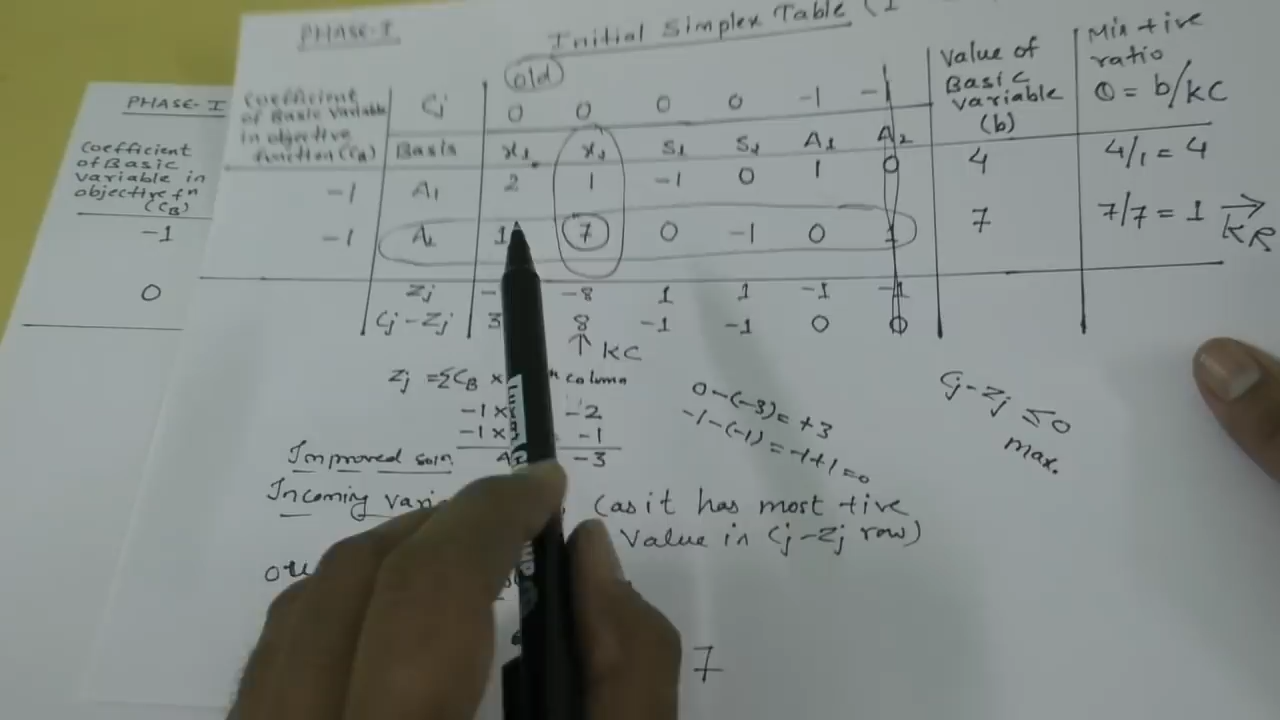 PHASE-I
Initial Simplex Table (I
PHASE-I
Coefficient
of Basic
variable in
objective fn
(CB)
-1
0
old
Coefficient
of Basic Variable
in objective
function (CB)
Cj 0 0 0 0 -1 -1
Value of
Basic
variable
(b)
Min +ive
ratio
θ = b/KC
Basis x1 x2 S1 S2 A1 A2
-1 A1 2 1 -1 0 1 0 4 4/1 = 4
-1 A2 1 7 0 -1 0 1 7 7/7 = 1 → KR
Zj - -8 1 1 -1 -1
Cj-Zj 3 8 -1 -1 0 0
↑ KC
Zj = ΣCB × column
-1 × -2
-1 × -1
-3
0-(-3) = +3
-1-(-1) = -1+1=0
Cj-Zj ≤ 0
max.
Improved soln.
Incoming (as it has most +ive
Value in Cj-Zj row)
7